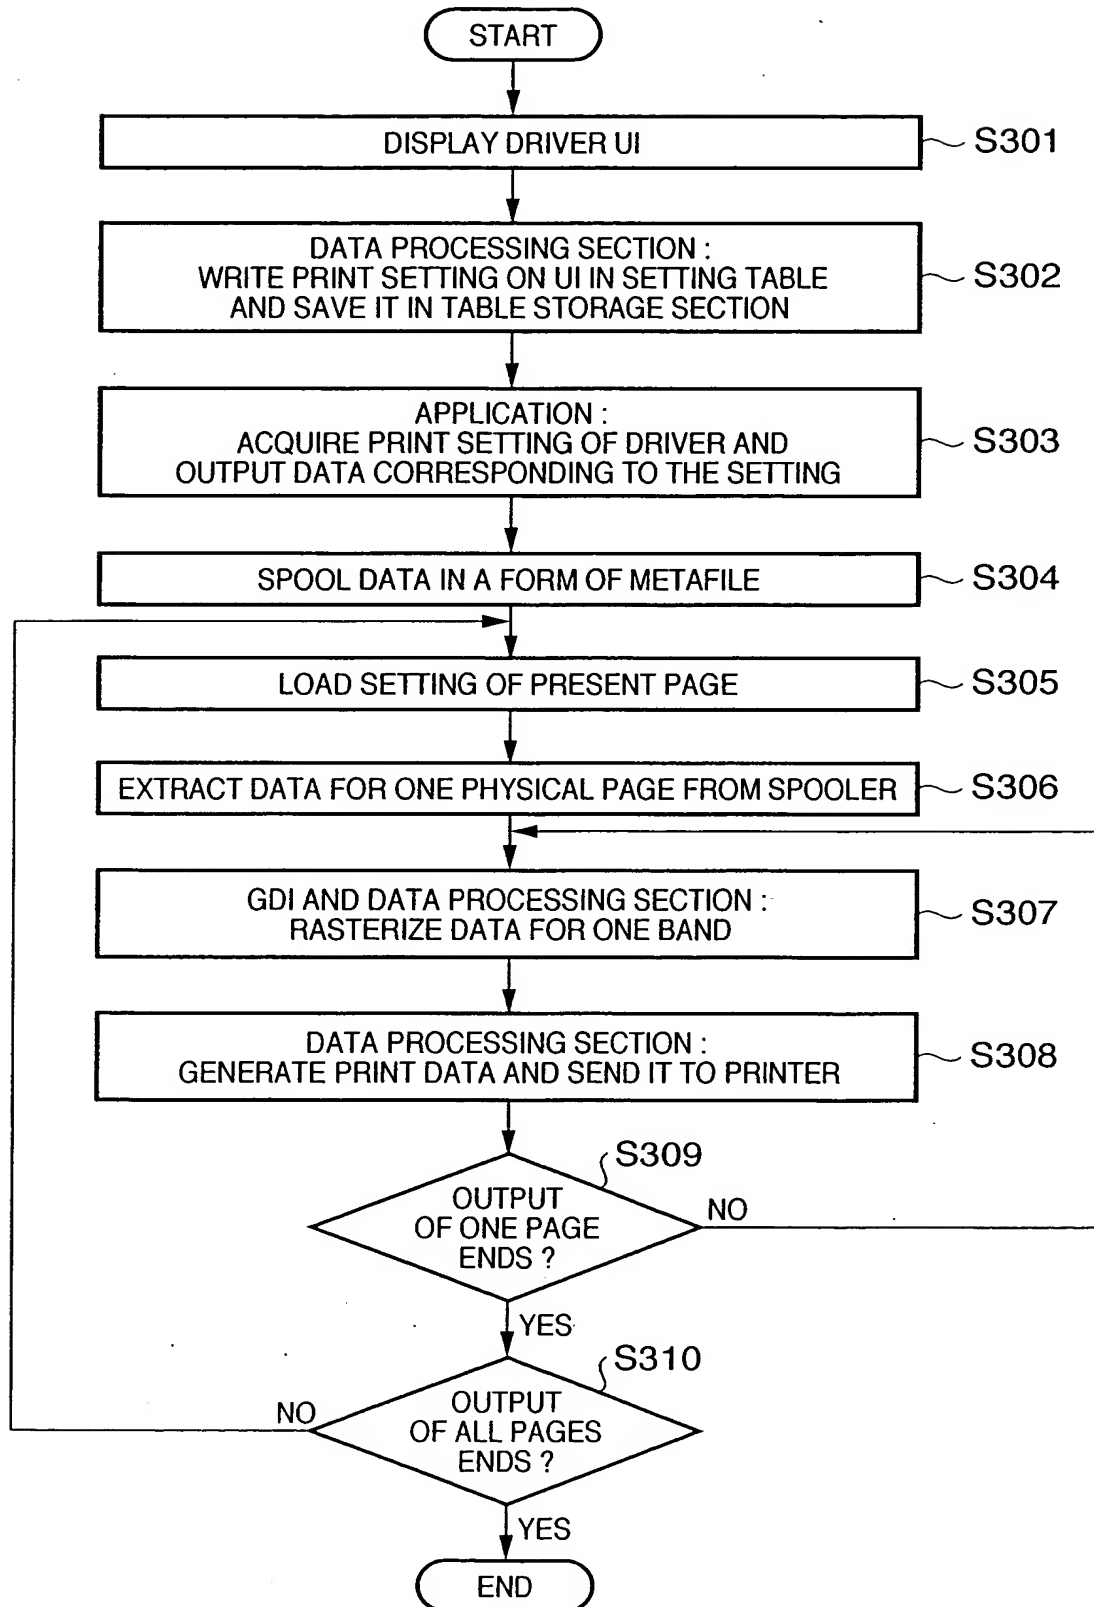 START
DISPLAY DRIVER UI
S301
DATA PROCESSING SECTION :
WRITE PRINT SETTING ON UI IN SETTING TABLE
AND SAVE IT IN TABLE STORAGE SECTION
S302
APPLICATION :
ACQUIRE PRINT SETTING OF DRIVER AND
OUTPUT DATA CORRESPONDING TO THE SETTING
S303
SPOOL DATA IN A FORM OF METAFILE
S304
LOAD SETTING OF PRESENT PAGE
S305
EXTRACT DATA FOR ONE PHYSICAL PAGE FROM SPOOLER
S306
GDI AND DATA PROCESSING SECTION :
RASTERIZE DATA FOR ONE BAND
S307
DATA PROCESSING SECTION :
GENERATE PRINT DATA AND SEND IT TO PRINTER
S308
S309
OUTPUT
OF ONE PAGE
ENDS ?
NO
YES
S310
OUTPUT
OF ALL PAGES
ENDS ?
NO
YES
END